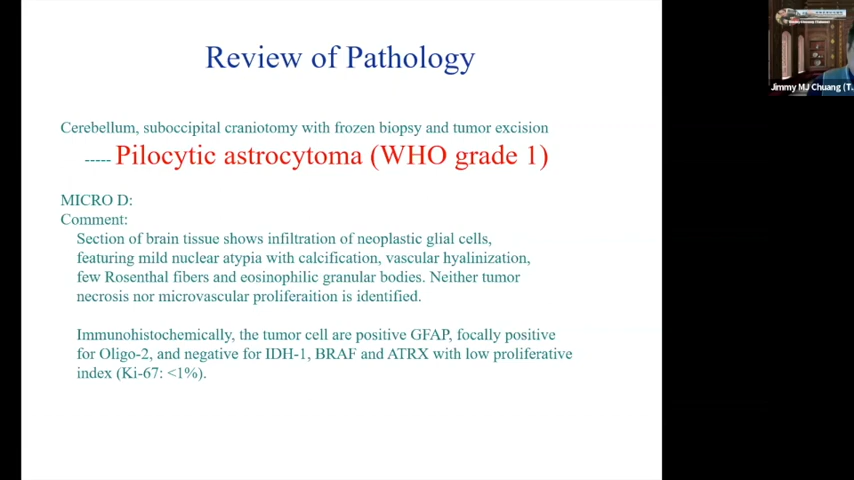 Review of Pathology
Cerebellum, suboccipital craniotomy with frozen biopsy and tumor excision
----- Pilocytic astrocytoma (WHO grade 1)
MICRO D:
Comment:
Section of brain tissue shows infiltration of neoplastic glial cells,
featuring mild nuclear atypia with calcification, vascular hyalinization,
few Rosenthal fibers and eosinophilic granular bodies. Neither tumor
necrosis nor microvascular proliferaition is identified.
Immunohistochemically, the tumor cell are positive GFAP, focally positive
for Oligo-2, and negative for IDH-1, BRAF and ATRX with low proliferative
index (Ki-67: <1%).
Jimmy MJ Chuang (T.